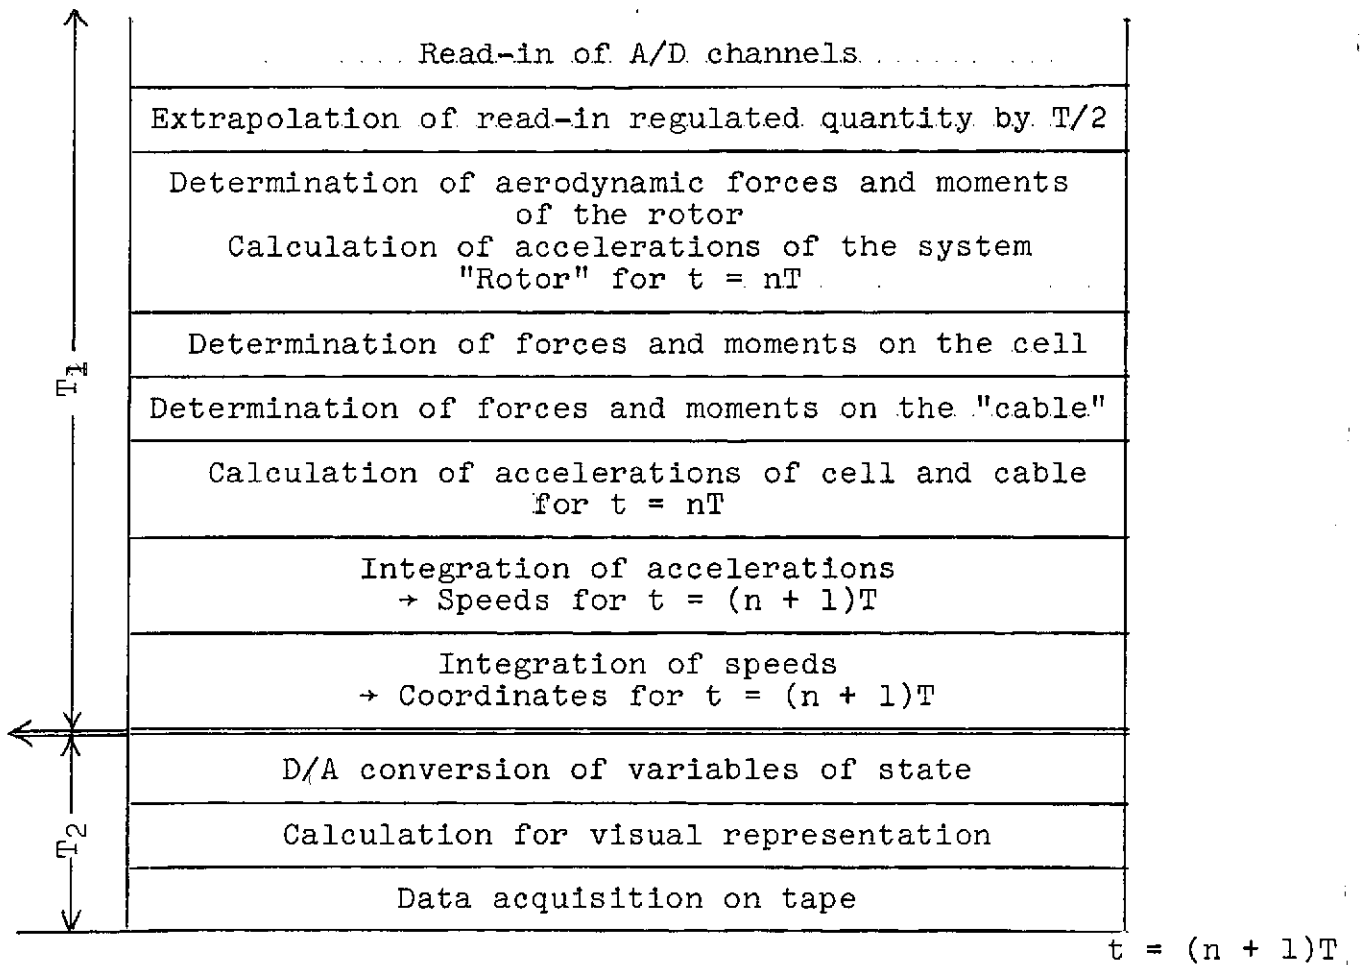 Read-in of A/D channels
Extrapolation of read-in regulated quantity by T/2
Determination of aerodynamic forces and moments
of the rotor
Calculation of accelerations of the system
"Rotor" for t = nT
Determination of forces and moments on the cell
T1
Determination of forces and moments on the "cable"
Calculation of accelerations of cell and cable
for t = nT
Integration of accelerations
→ Speeds for t = (n + 1)T
Integration of speeds
→ Coordinates for t = (n + 1)T
D/A conversion of variables of state
T2
Calculation for visual representation
Data acquisition on tape
t = (n + 1)T